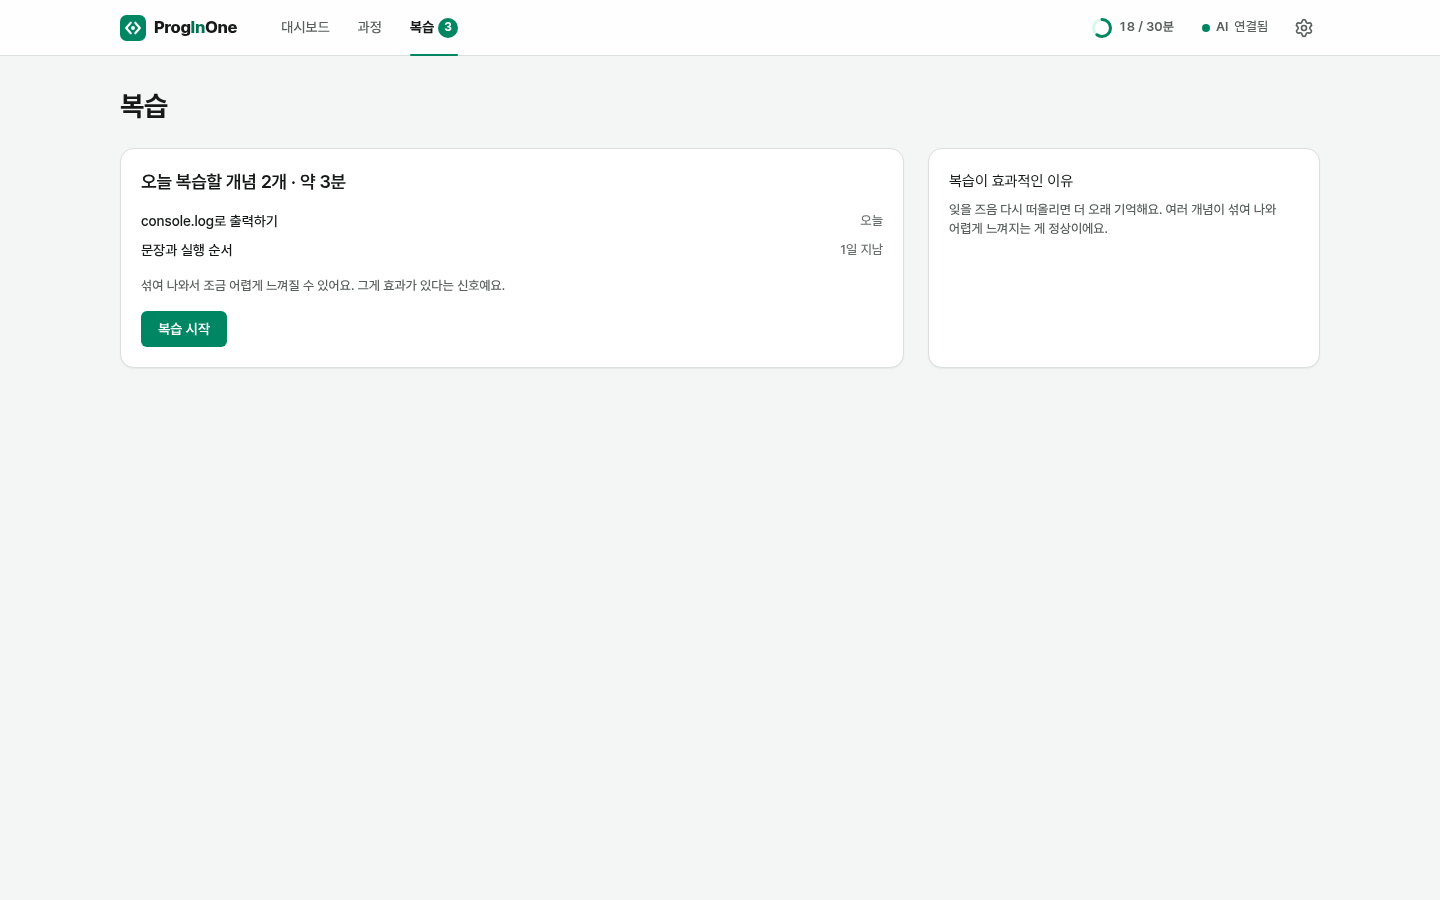 ProgInOne 대시보드 과정 복습 3 18 / 30분 AI 연결됨
복습
오늘 복습할 개념 2개 · 약 3분
console.log로 출력하기 오늘
문장과 실행 순서 1일 지남
섞여 나와서 조금 어렵게 느껴질 수 있어요. 그게 효과가 있다는 신호예요.
복습 시작
복습이 효과적인 이유
잊을 즈음 다시 떠올리면 더 오래 기억해요. 여러 개념이 섞여 나와
어렵게 느껴지는 게 정상이에요.